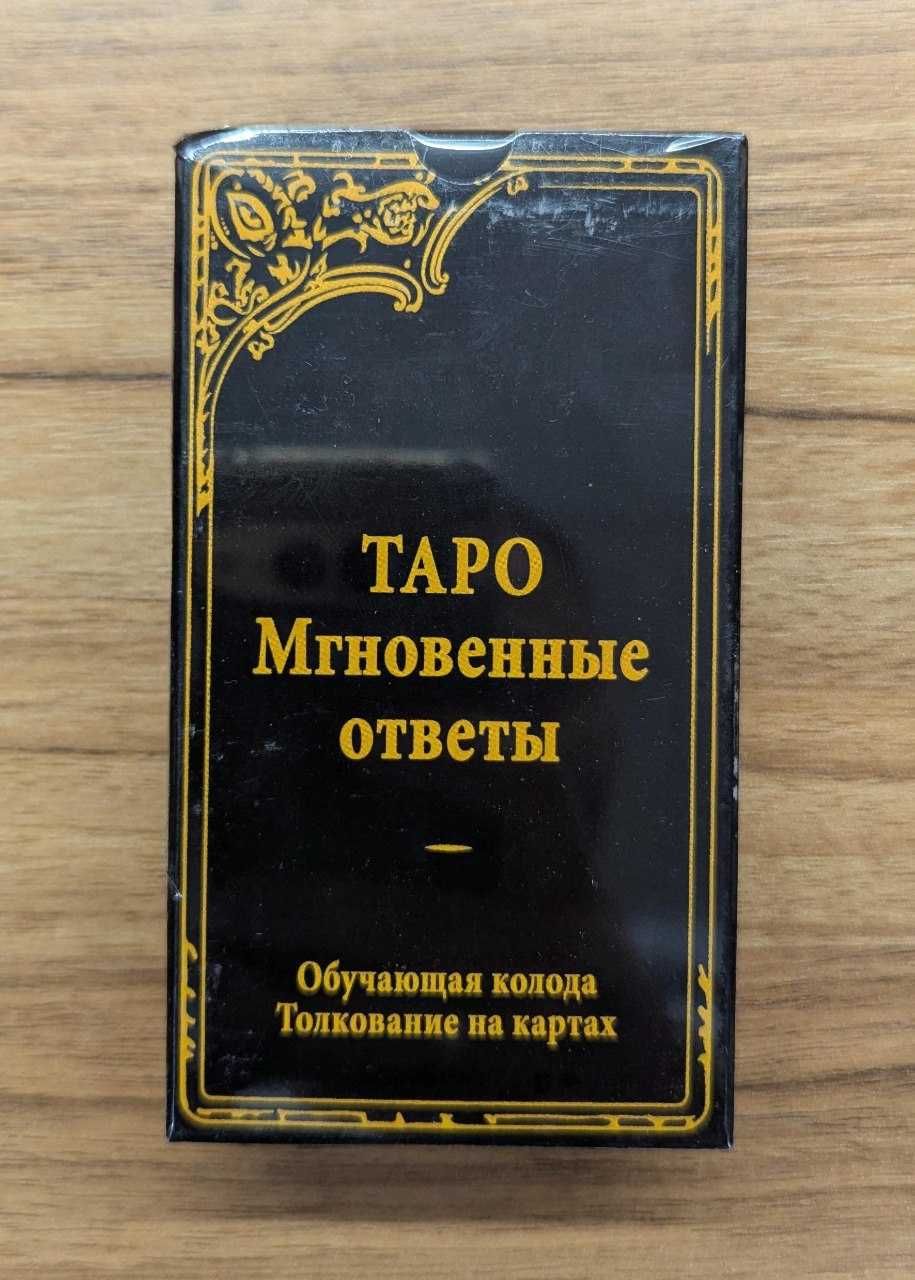 ТАРО
Мгновенные
ответы
Обучающая колода
Толкование на картах